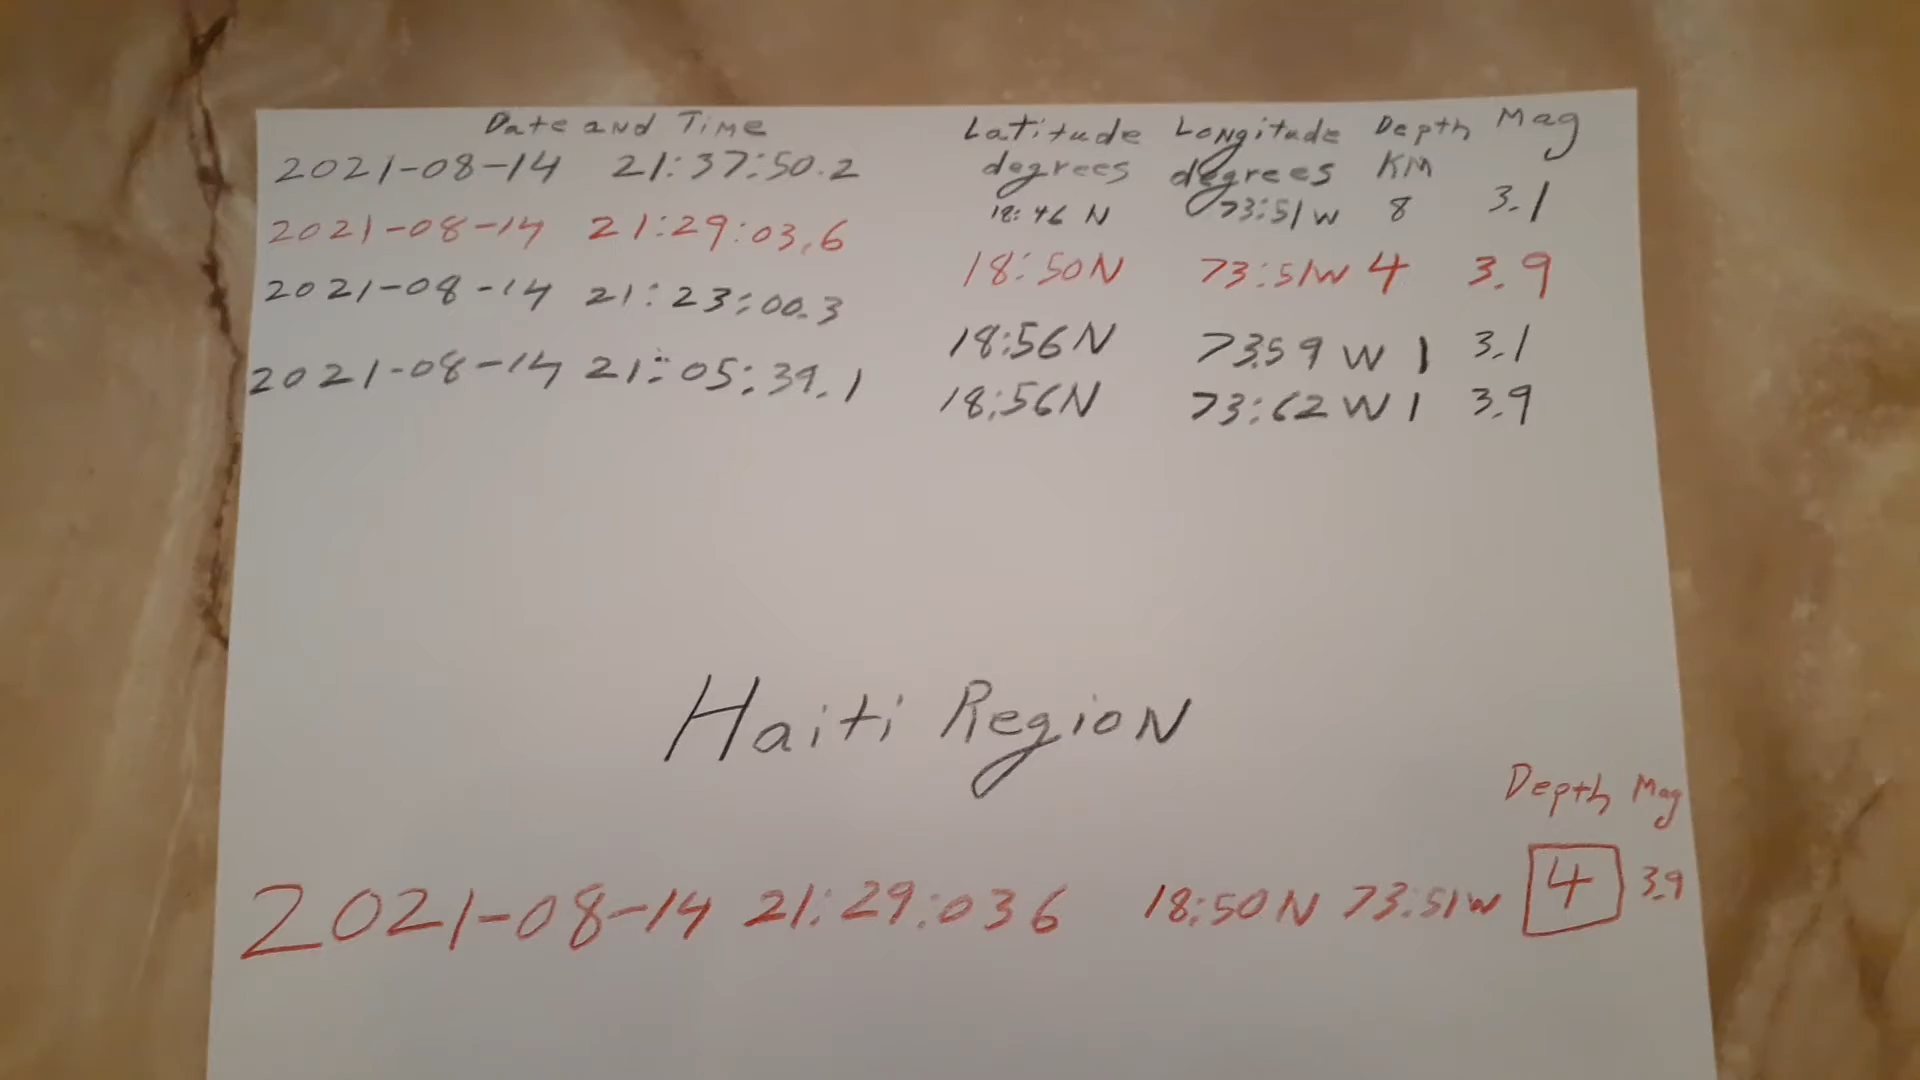 Date and Time Latitude Longitude Depth Mag
degrees degrees KM
2021-08-14 21:37:50.2 18:46 N 73:51 W 8 3.1
2021-08-14 21:29:03.6 18:50N 73:51W 4 3.9
2021-08-14 21:23:00.3 18:56N 73.59 W 1 3.1
2021-08-14 21:05:39.1 18:56N 73:62 W 1 3.9
Haiti Region
Depth Mag
2021-08-14 21:29:036 18:50N 73:51W 4 3.9